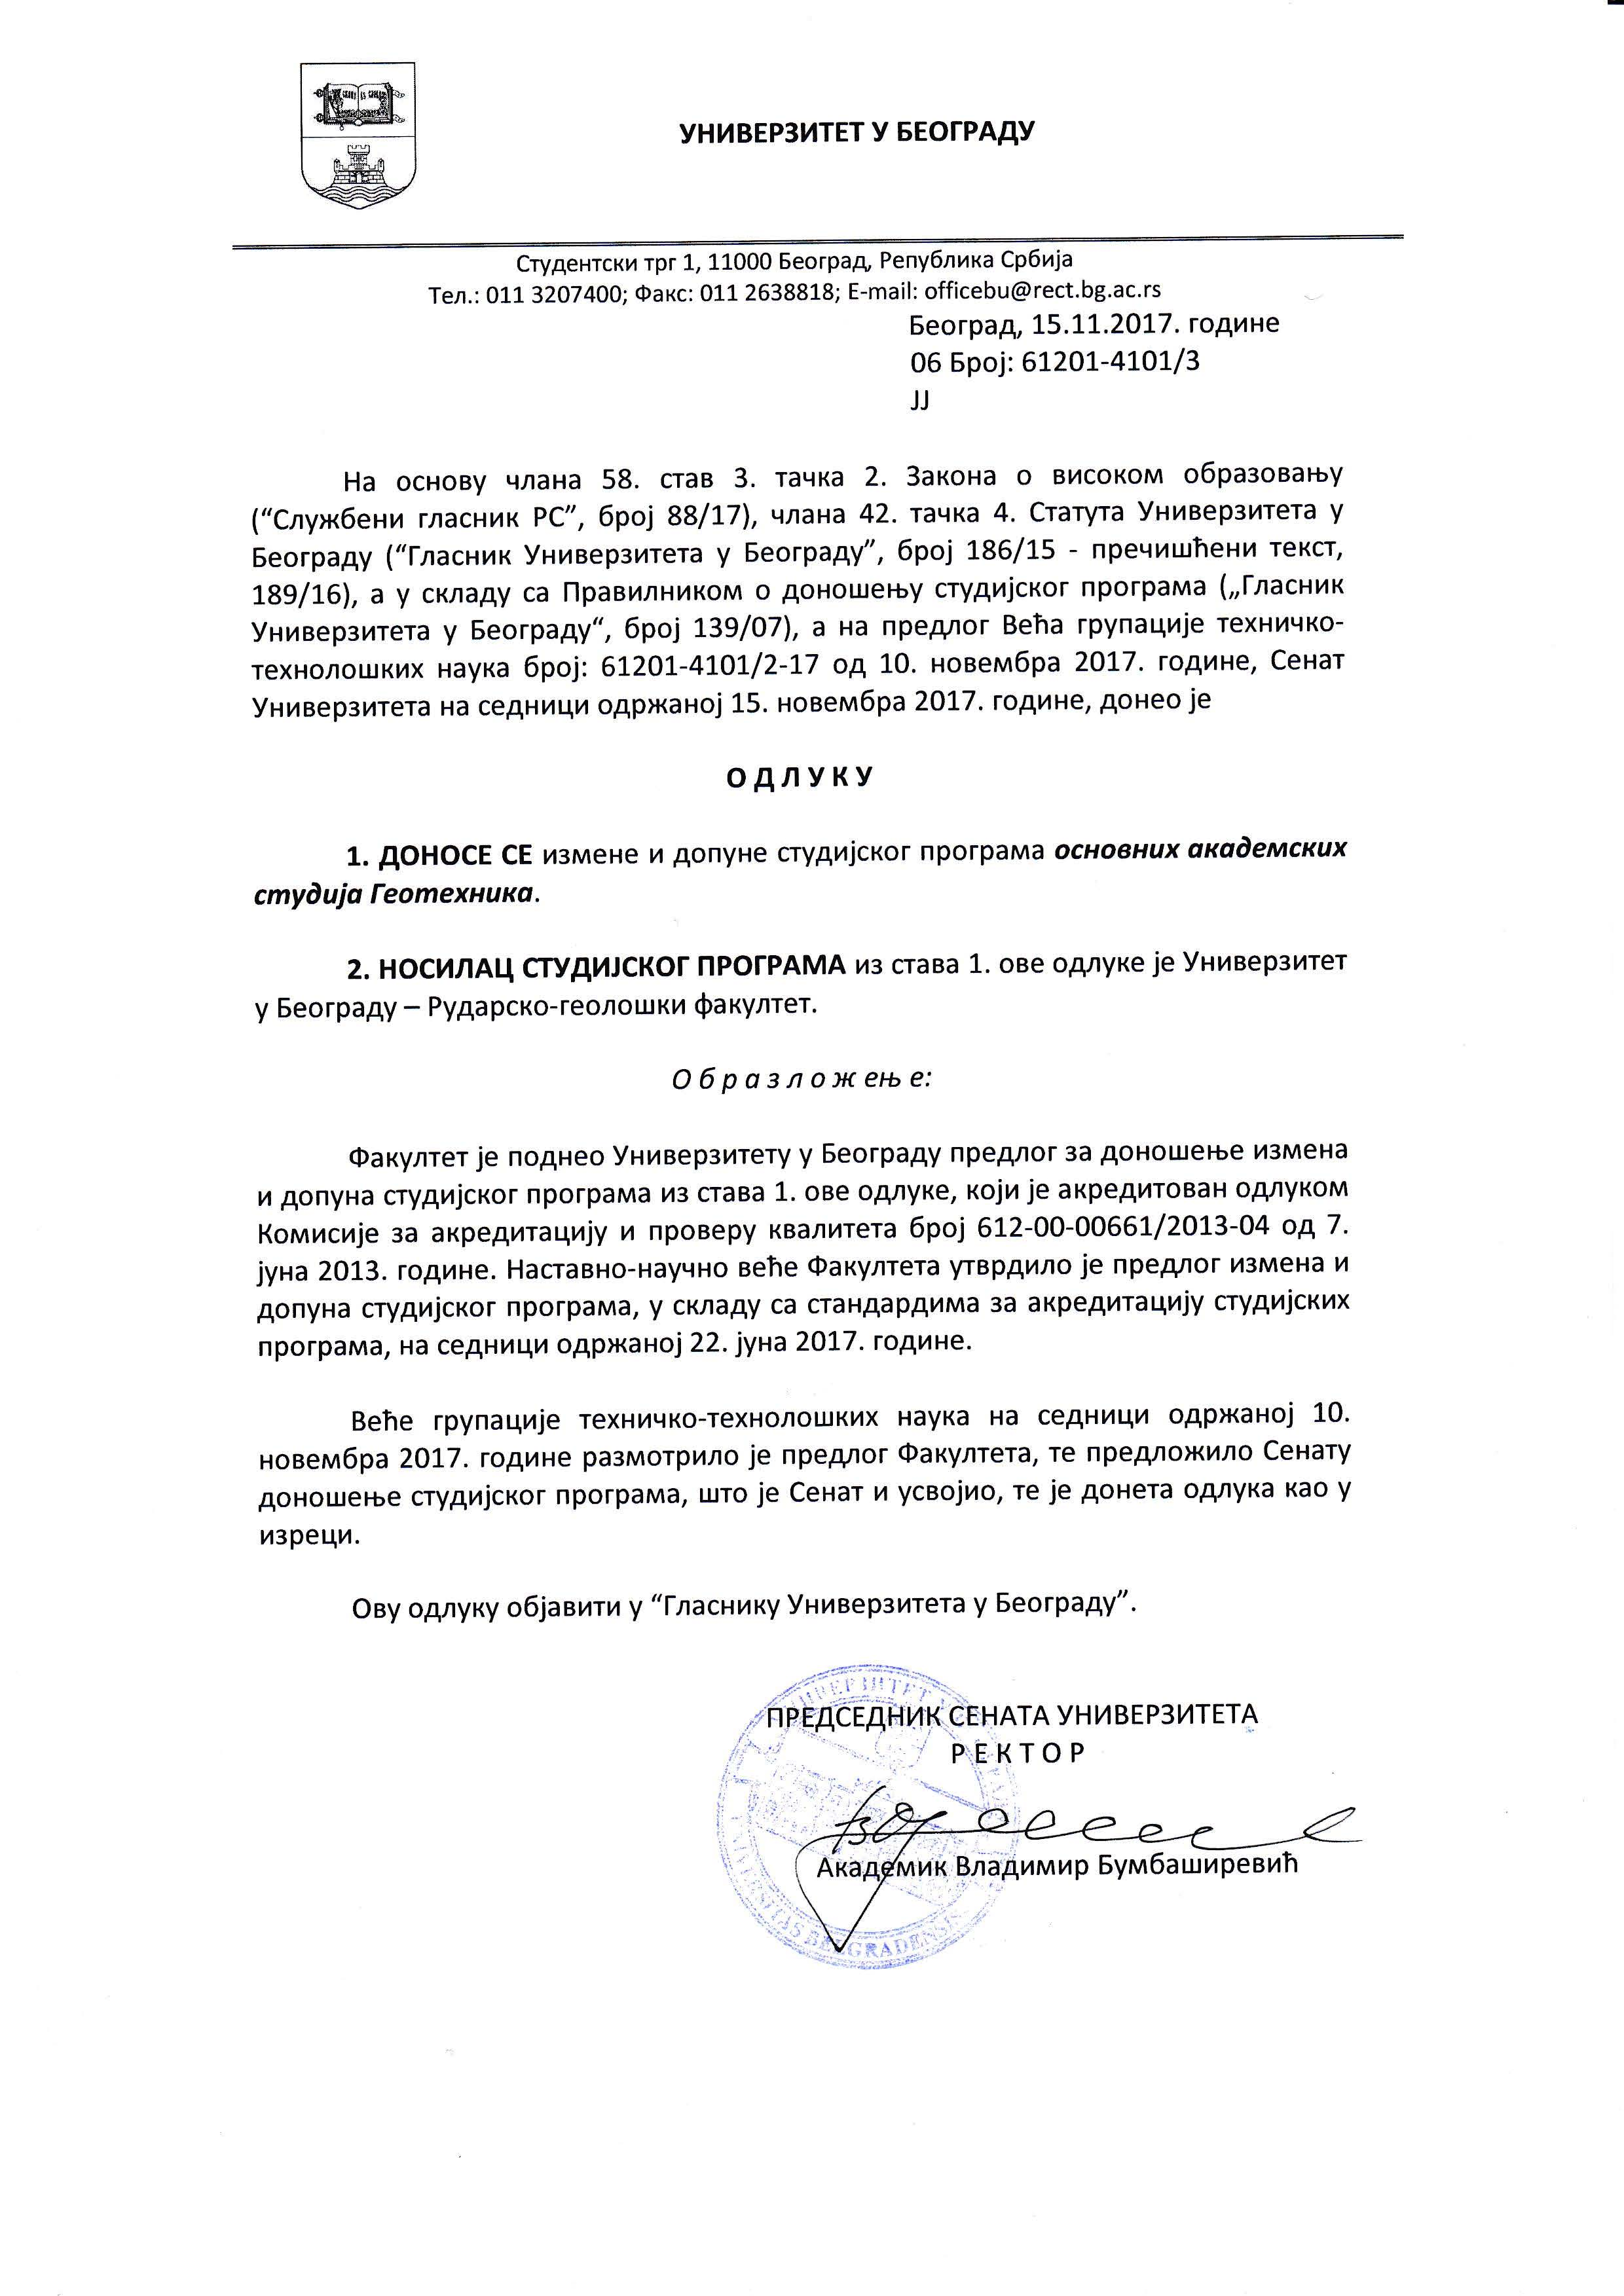 УНИВЕРЗИТЕТ У БЕОГРАДУ
Студентски трг 1, 11000 Београд, Република Србија
Тел.: 011 3207400; Факс: 011 2638818; E-mail: officebu@rect.bg.ac.rs
Београд, 15.11.2017. године
06 Број: 61201-4101/3
ЈЈ
На основу члана 58. став 3. тачка 2. Закона о високом образовању
(“Службени гласник РС”, број 88/17), члана 42. тачка 4. Статута Универзитета у
Београду (“Гласник Универзитета у Београду”, број 186/15 - пречишћени текст,
189/16), а у складу са Правилником о доношењу студијског програма („Гласник
Универзитета у Београду“, број 139/07), а на предлог Већа групације техничко-
технолошких наука број: 61201-4101/2-17 од 10. новембра 2017. године, Сенат
Универзитета на седници одржаној 15. новембра 2017. године, донео је
О Д Л У К У
1. ДОНОСЕ СЕ измене и допуне студијског програма основних академских
студија Геотехника.
2. НОСИЛАЦ СТУДИЈСКОГ ПРОГРАМА из става 1. ове одлуке је Универзитет
у Београду – Рударско-геолошки факултет.
О б р а з л о ж е њ е:
Факултет је поднео Универзитету у Београду предлог за доношење измена
и допуна студијског програма из става 1. ове одлуке, који је акредитован одлуком
Комисије за акредитацију и проверу квалитета број 612-00-00661/2013-04 од 7.
јуна 2013. године. Наставно-научно веће Факултета утврдило је предлог измена и
допуна студијског програма, у складу са стандардима за акредитацију студијских
програма, на седници одржаној 22. јуна 2017. године.
Веће групације техничко-технолошких наука на седници одржаној 10.
новембра 2017. године размотрило је предлог Факултета, те предложило Сенату
доношење студијског програма, што је Сенат и усвојио, те је донета одлука као у
изреци.
Ову одлуку објавити у “Гласнику Универзитета у Београду”.
ПРЕДСЕДНИК СЕНАТА УНИВЕРЗИТЕТА
Р Е К Т О Р
Академик Владимир Бумбаширевић
UNIVERSITAS BELGRADENSIS